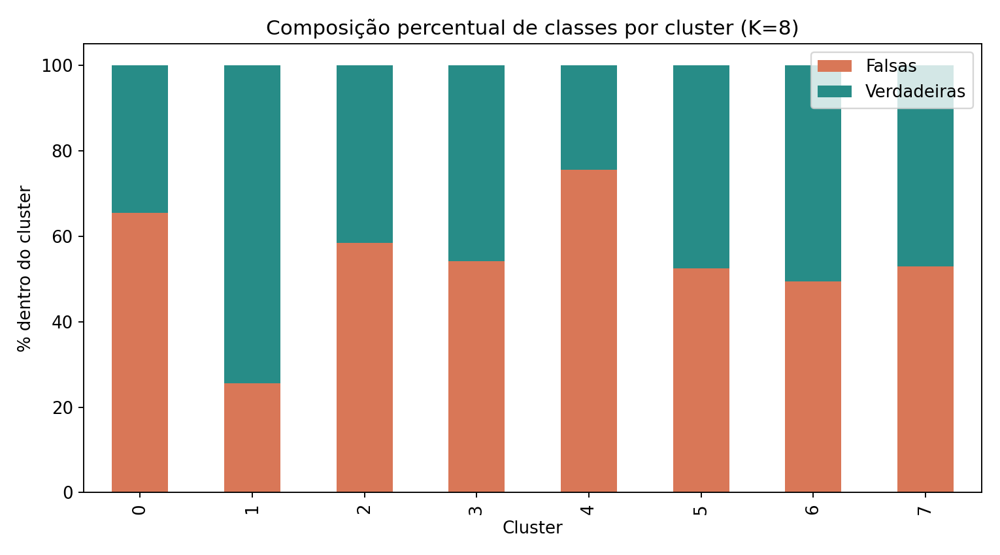 Composição percentual de classes por cluster (K=8)
Falsas
Verdadeiras
% dentro do cluster
100
80
60
40
20
0
0 1 2 3 4 5 6 7
Cluster